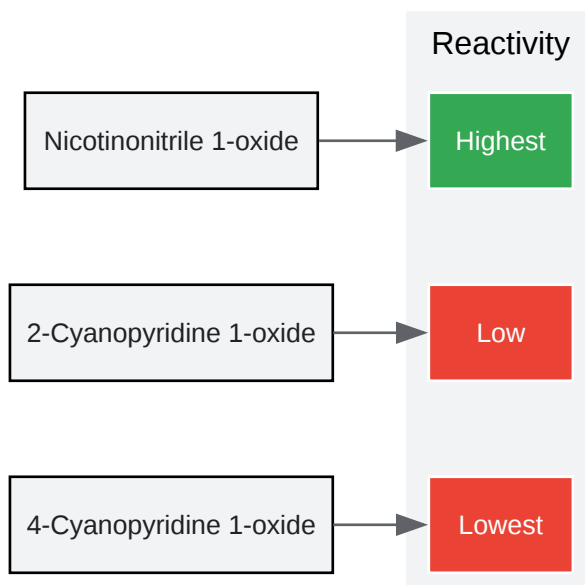 Reactivity
Nicotinonitrile 1-oxide
Highest
2-Cyanopyridine 1-oxide
Low
4-Cyanopyridine 1-oxide
Lowest